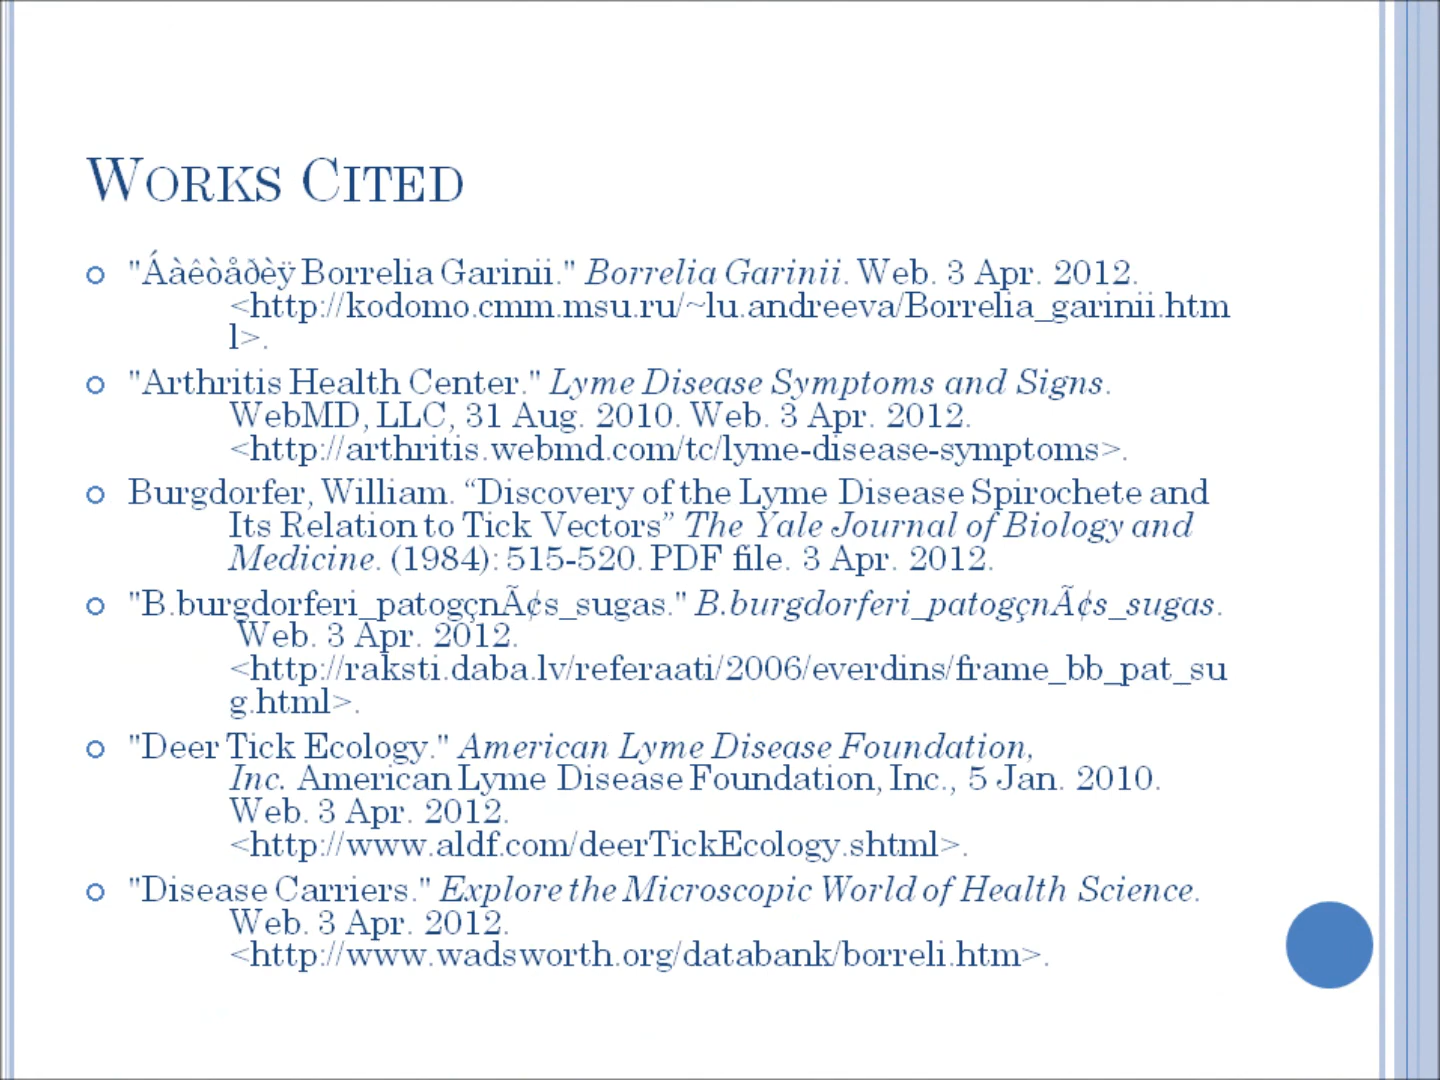 WORKS CITED
"Áàêòåðèÿ Borrelia Garinii." Borrelia Garinii. Web. 3 Apr. 2012.
<http://kodomo.cmm.msu.ru/~lu.andreeva/Borrelia_garinii.htm
l>.
"Arthritis Health Center." Lyme Disease Symptoms and Signs.
WebMD, LLC, 31 Aug. 2010. Web. 3 Apr. 2012.
<http://arthritis.webmd.com/tc/lyme-disease-symptoms>.
Burgdorfer, William. “Discovery of the Lyme Disease Spirochete and
Its Relation to Tick Vectors” The Yale Journal of Biology and
Medicine. (1984): 515-520. PDF file. 3 Apr. 2012.
"B.burgdorferi_patogçnÃ¢s_sugas." B.burgdorferi_patogçnÃ¢s_sugas.
Web. 3 Apr. 2012.
<http://raksti.daba.lv/referaati/2006/everdins/frame_bb_pat_su
g.html>.
"Deer Tick Ecology." American Lyme Disease Foundation,
Inc. American Lyme Disease Foundation, Inc., 5 Jan. 2010.
Web. 3 Apr. 2012.
<http://www.aldf.com/deerTickEcology.shtml>.
"Disease Carriers." Explore the Microscopic World of Health Science.
Web. 3 Apr. 2012.
<http://www.wadsworth.org/databank/borreli.htm>.